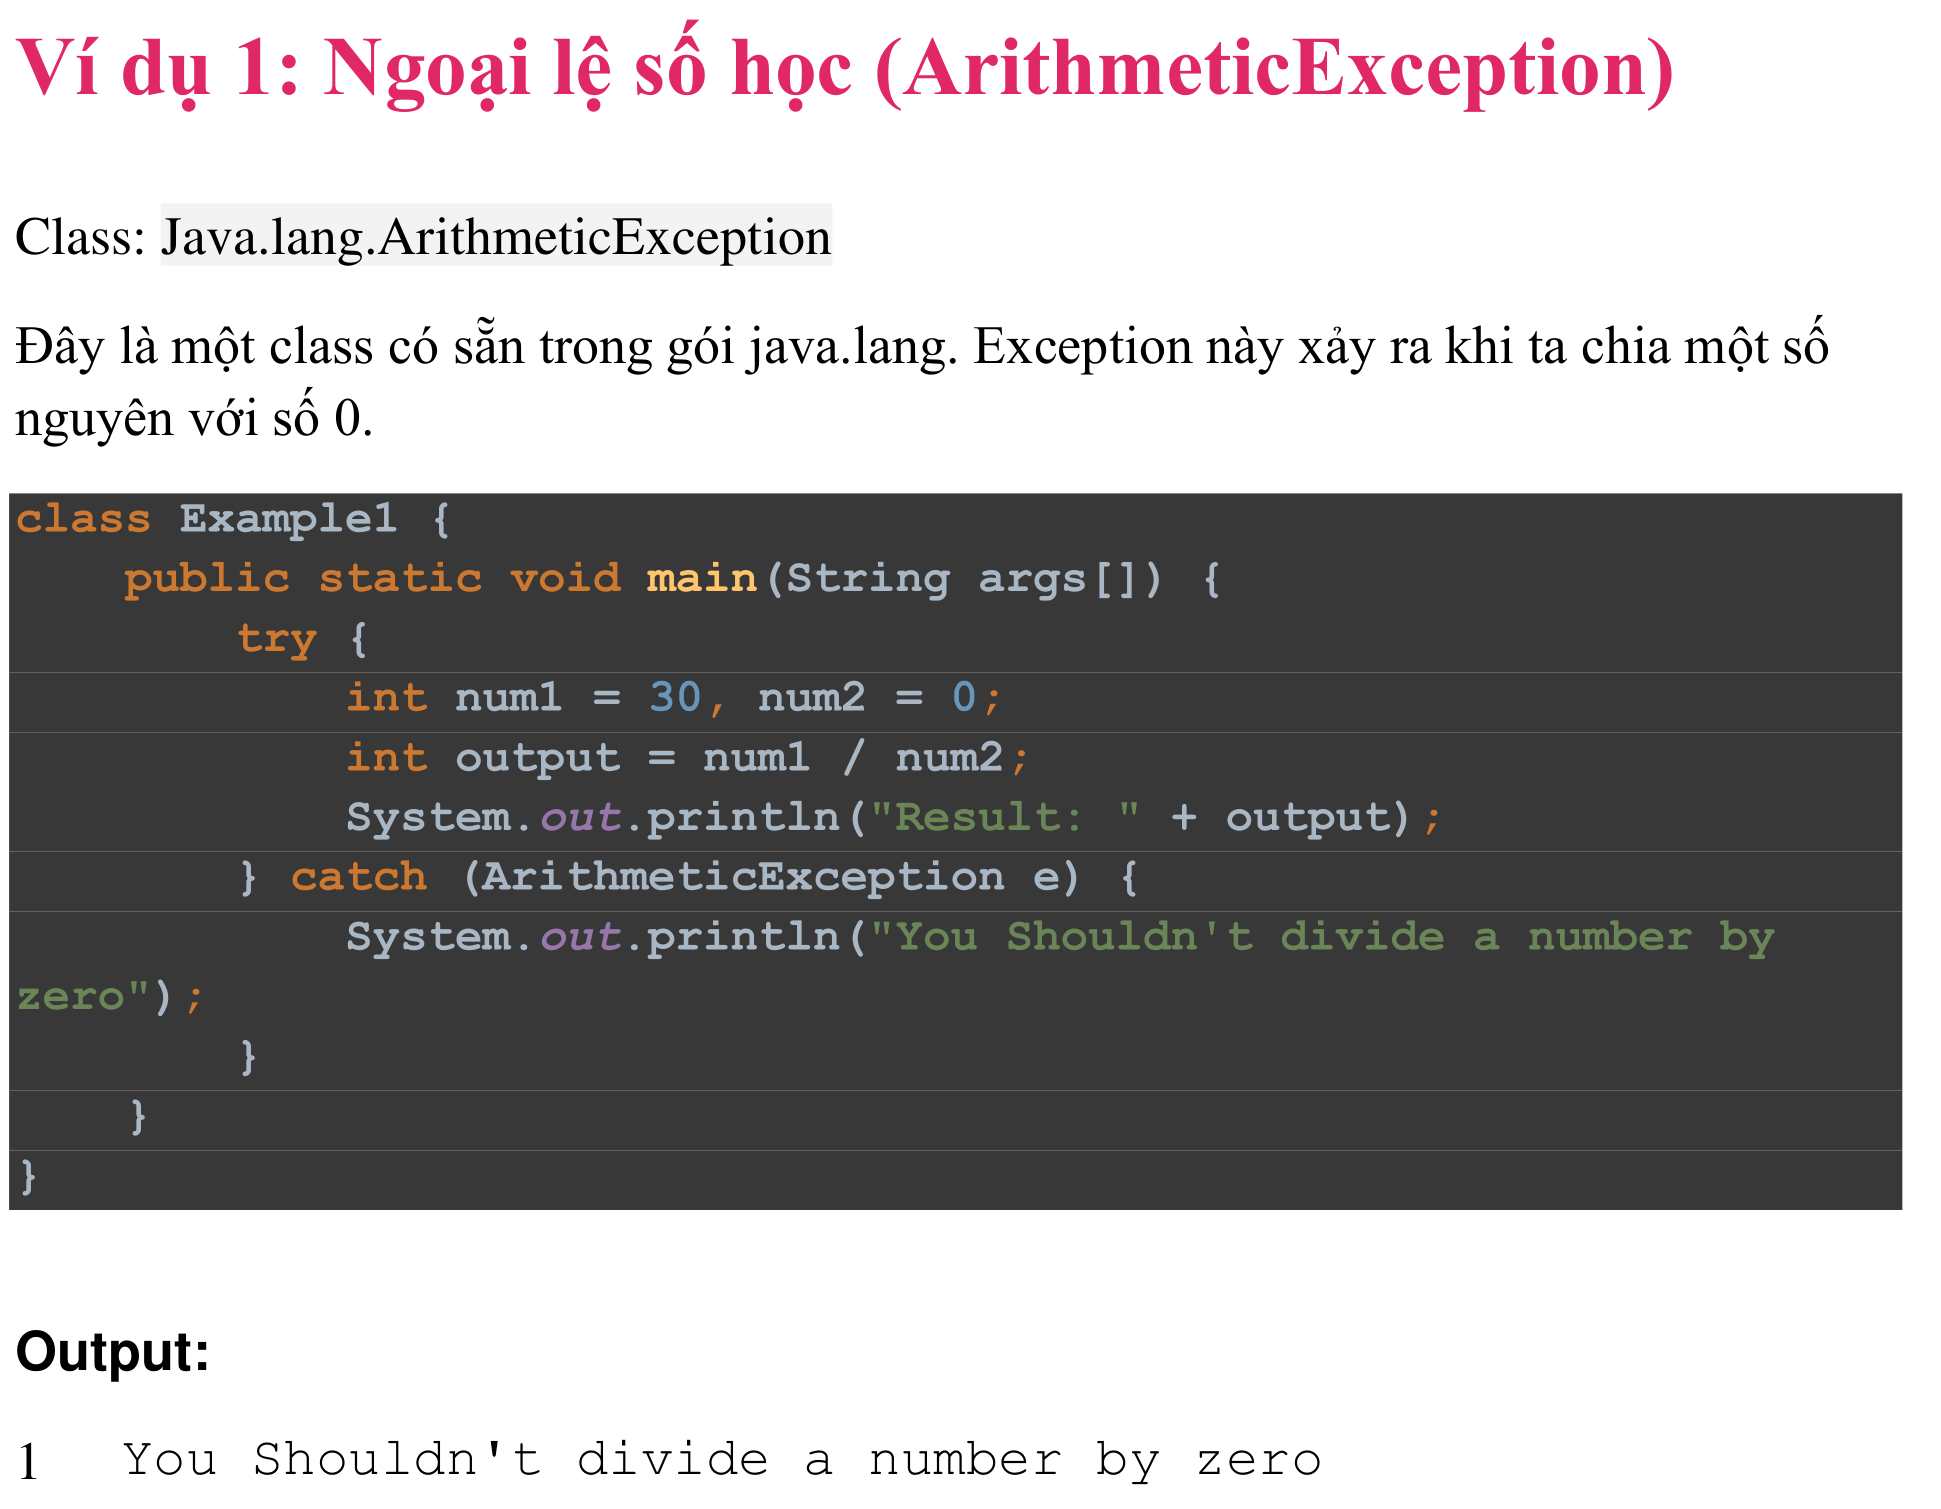 Ví dụ 1: Ngoại lệ số học (ArithmeticException)
Class: Java.lang.ArithmeticException
Đây là một class có sẵn trong gói java.lang. Exception này xảy ra khi ta chia một số
nguyên với số 0.
class Example1 {
    public static void main(String args[]) {
        try {
            int num1 = 30, num2 = 0;
            int output = num1 / num2;
            System.out.println("Result: " + output);
        } catch (ArithmeticException e) {
            System.out.println("You Shouldn't divide a number by
zero");
        }
    }
}
Output:
1   You Shouldn't divide a number by zero